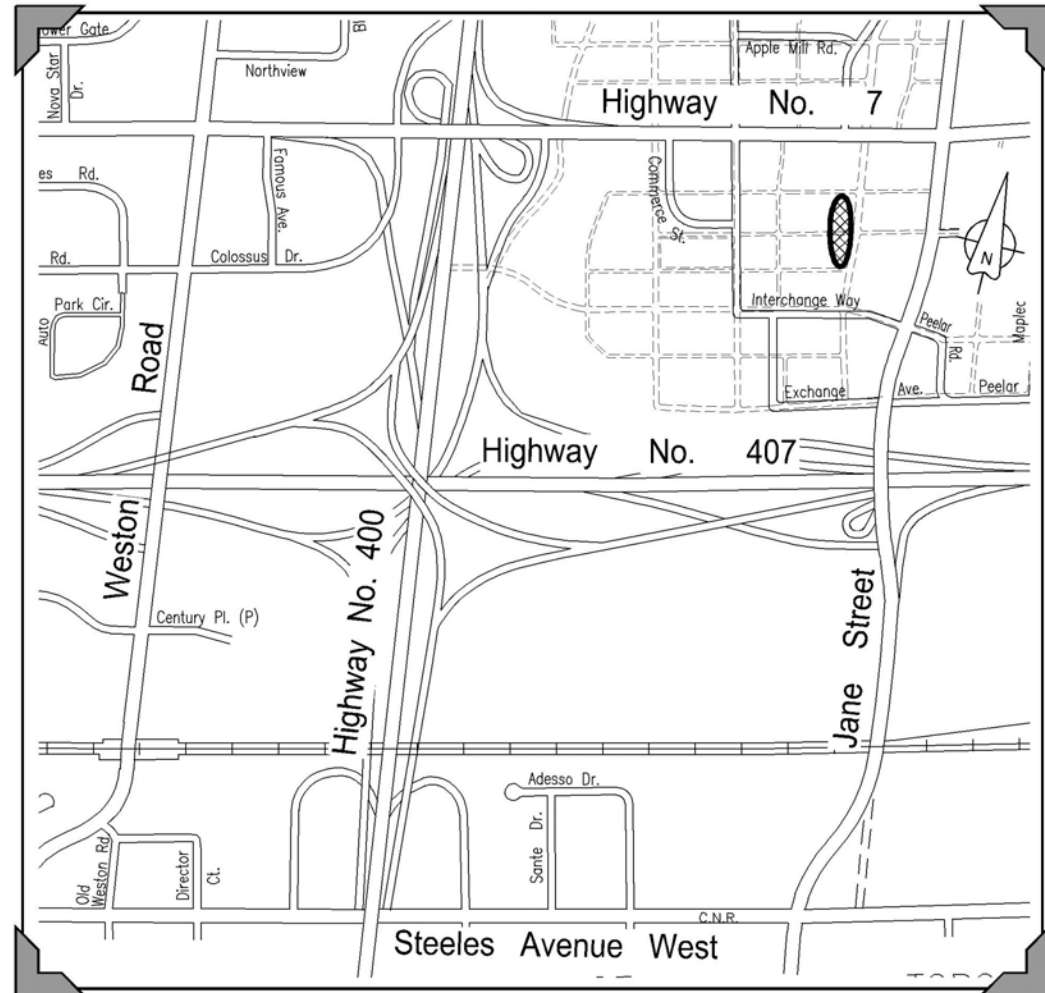 Nova Star
Dr.
Northview
Apple Mill Rd.
Highway No. 7
es Rd.
Famous Ave.
Commerce
St.
Rd.
Colossus Dr.
N
Auto
Park Cir.
Interchange Way
Peelar
Rd.
Maplec
Exchange Ave.
Peelar
Weston Road
Highway No. 407
Highway No. 400
Jane Street
Century Pl. (P)
Adesso Dr.
Sante Dr.
Old
Weston Rd
Director
Ct.
C.N.R.
Steeles Avenue West